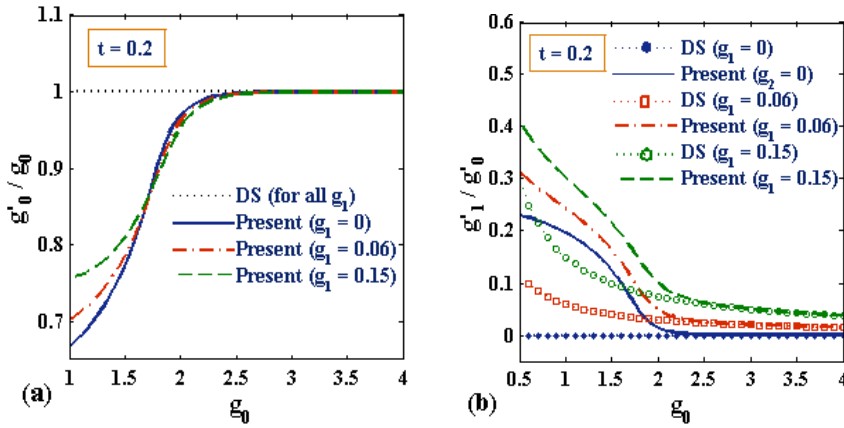 t = 0.2
1.1
1
0.9
0.8
0.7
g'0 / g0
DS (for all g1)
Present (g1 = 0)
Present (g1 = 0.06)
Present (g1 = 0.15)
1
1.5
2
2.5
3
3.5
4
(a)
g0
t = 0.2
0.6
0.5
0.4
0.3
0.2
0.1
0
g'1 / g'0
DS (g1 = 0)
Present (g2 = 0)
DS (g1 = 0.06)
Present (g1 = 0.06)
DS (g1 = 0.15)
Present (g1 = 0.15)
0.5
1
1.5
2
2.5
3
3.5
4
(b)
g0